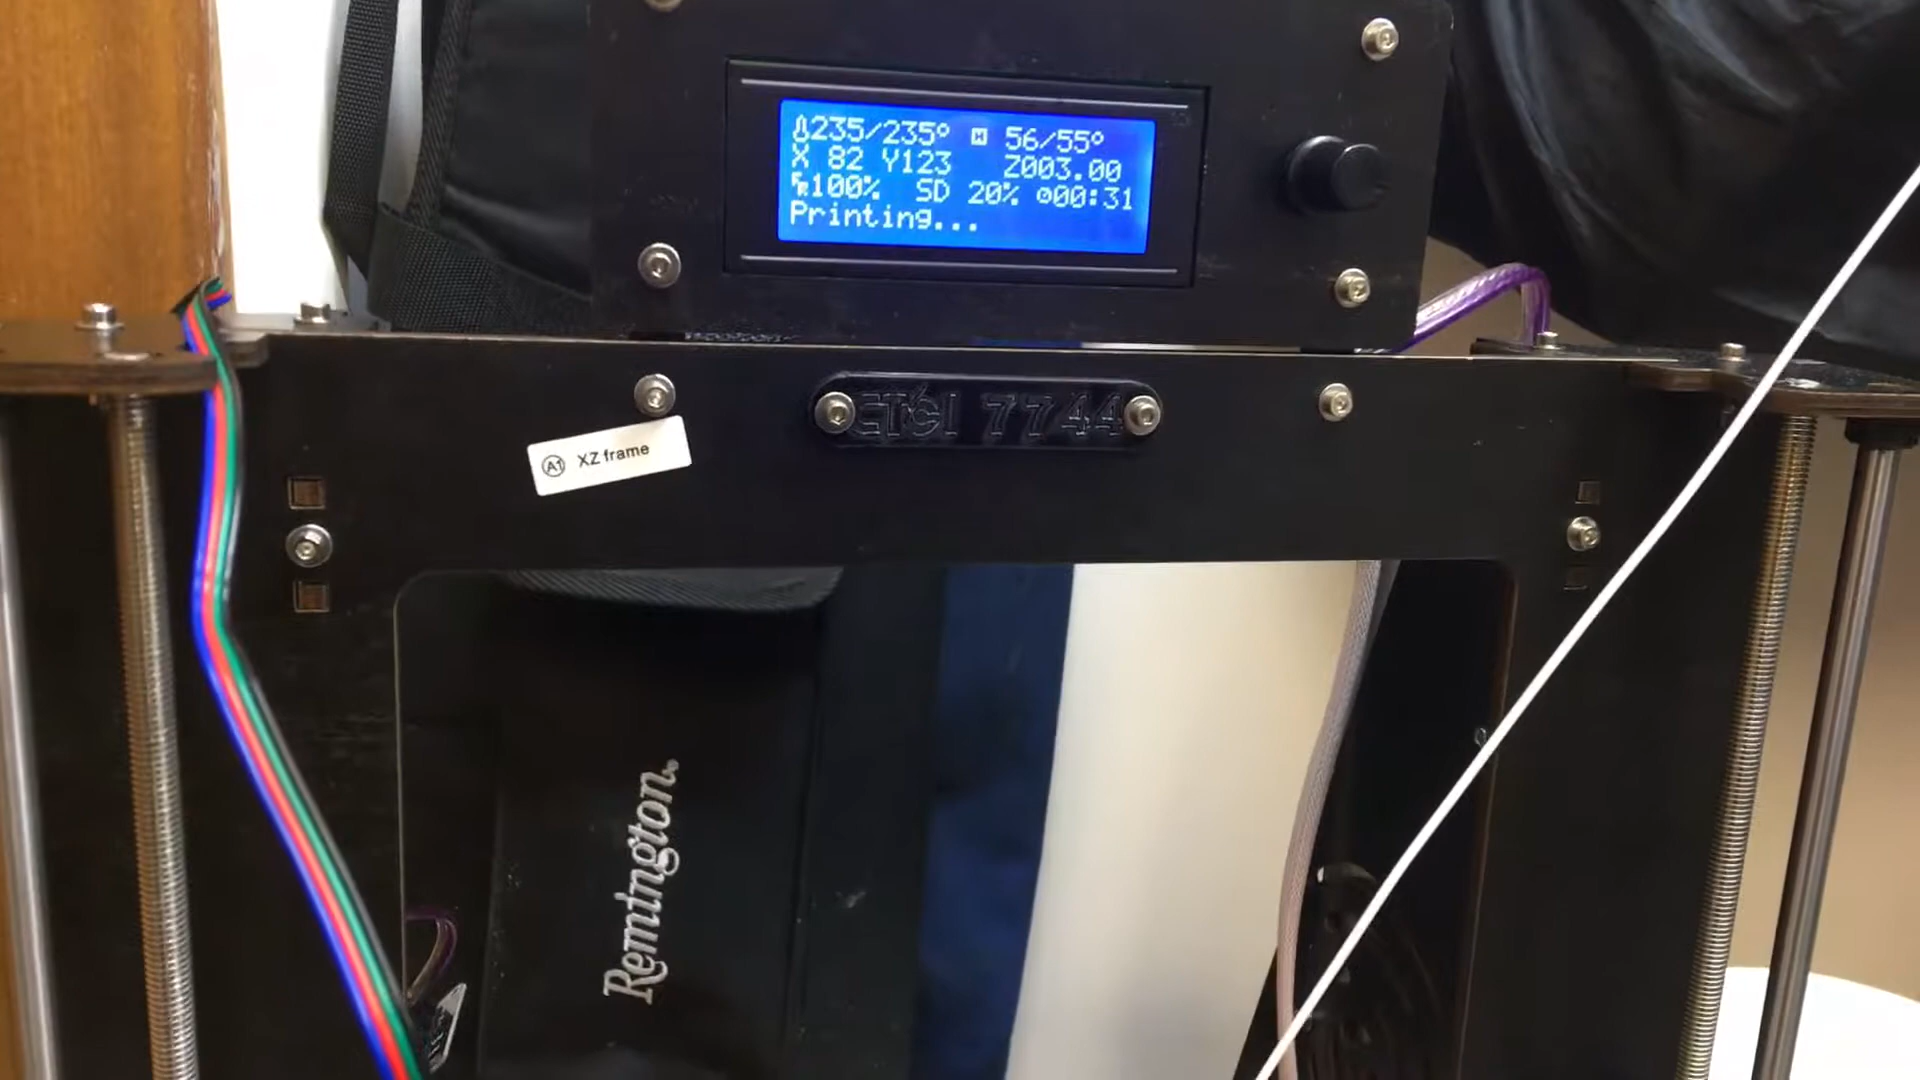 235/235° 56/55°
X 82 Y123 Z003.00
100% SD 20% 00:31
Printing...
7744
A1 XZ frame
Remington.